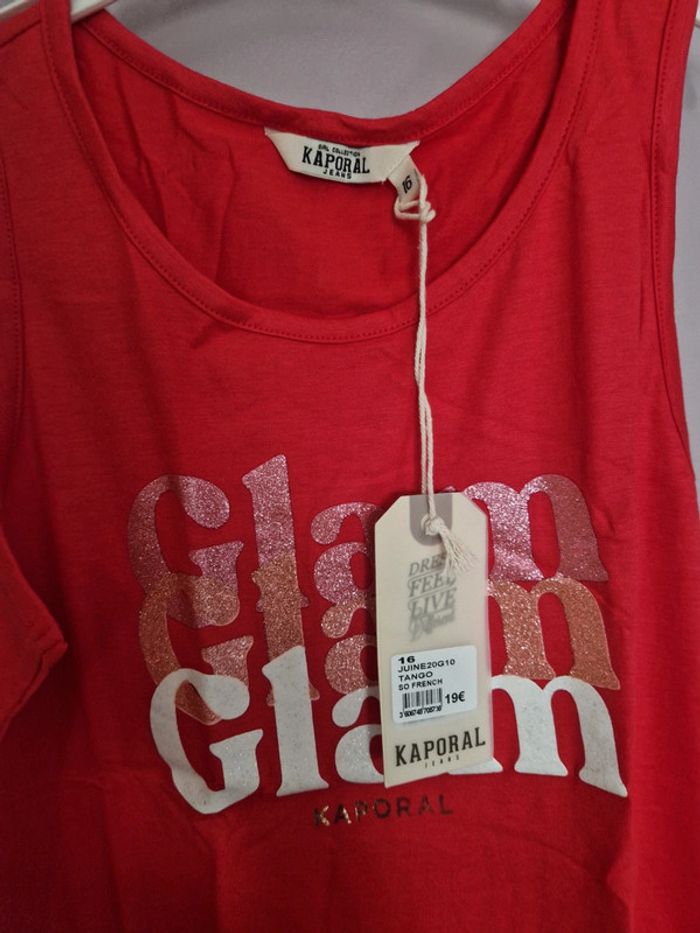 GIRL COLLECTION
KAPORAL
JEANS
16
Glam
Glam
Glam
KAPORAL
DRESS
FEEL
LIVE
16
JUINE20G10
TANGO
SO FRENCH
19€
KAPORAL
JEANS